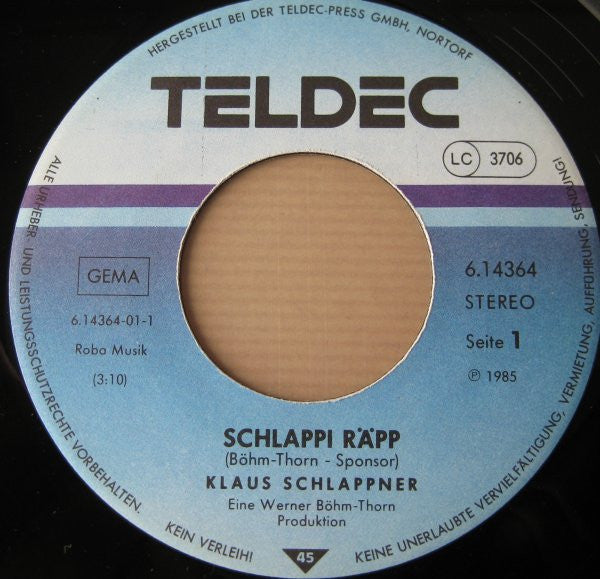 HERGESTELLT BEI DER TELDEC-PRESS GMBH, NORTORF
TELDEC
LC 3706
GEMA
6.14364-01-1
Roba Musik
(3:10)
6.14364
STEREO
Seite 1
℗ 1985
SCHLAPPI RÄPP
(Böhm-Thorn - Sponsor)
KLAUS SCHLAPPNER
Eine Werner Böhm-Thorn
Produktion
ALLE URHEBER- UND LEISTUNGSSCHUTZRECHTE VORBEHALTEN.
KEIN VERLEIH!
45
KEINE UNERLAUBTE VERVIELFÄLTIGUNG, VERMIETUNG, AUFFÜHRUNG, SENDUNG!